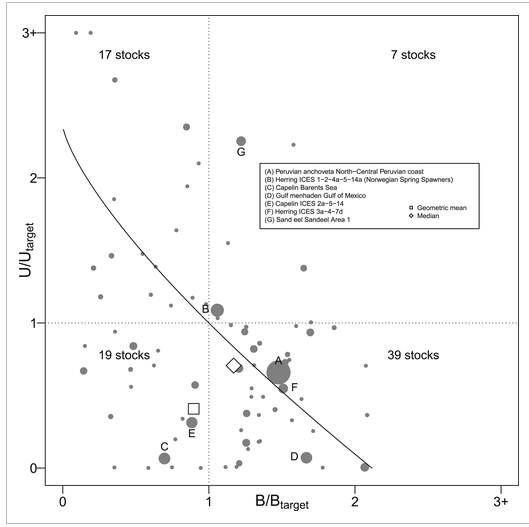 3+
17 stocks
7 stocks
G
(A) Peruvian anchoveta North−Central Peruvian coast
(B) Herring ICES 1−2−4a−5−14a (Norwegian Spring Spawners)
(C) Capelin Barents Sea
(D) Gulf menhaden Gulf of Mexico
(E) Capelin ICES 2a−5−14
(F) Herring ICES 3a−4−7d
(G) Sand eel Sandeel Area 1
Geometric mean
Median
2
U/Utarget
B
1
19 stocks
39 stocks
A
F
E
C
D
0
0
1
2
3+
B/Btarget